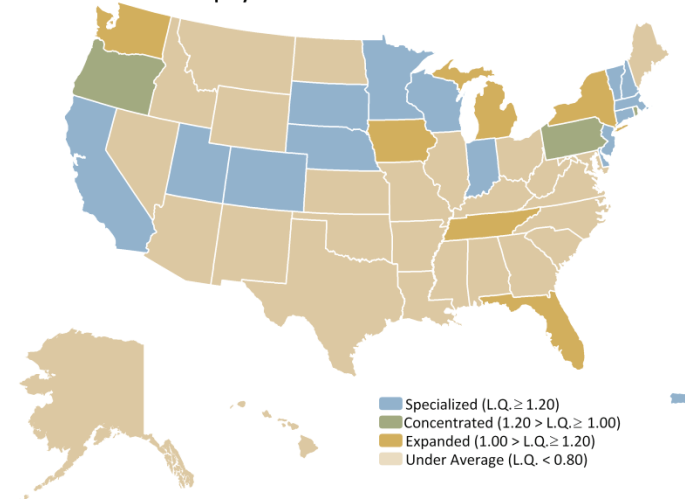 Specialized (L.Q.≥ 1.20)
Concentrated (1.20 > L.Q.≥ 1.00)
Expanded (1.00 > L.Q.≥1.20)
Under Average (L.Q. < 0.80)